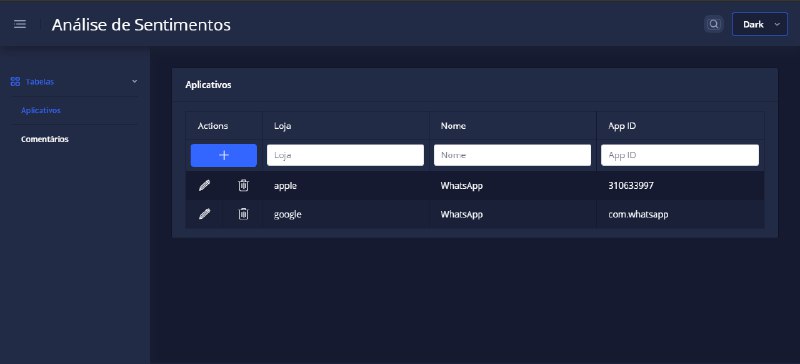 Análise de Sentimentos
Dark
Tabelas
Aplicativos
Comentários
Aplicativos
Actions Loja Nome App ID
Loja Nome App ID
apple WhatsApp 310633997
google WhatsApp com.whatsapp